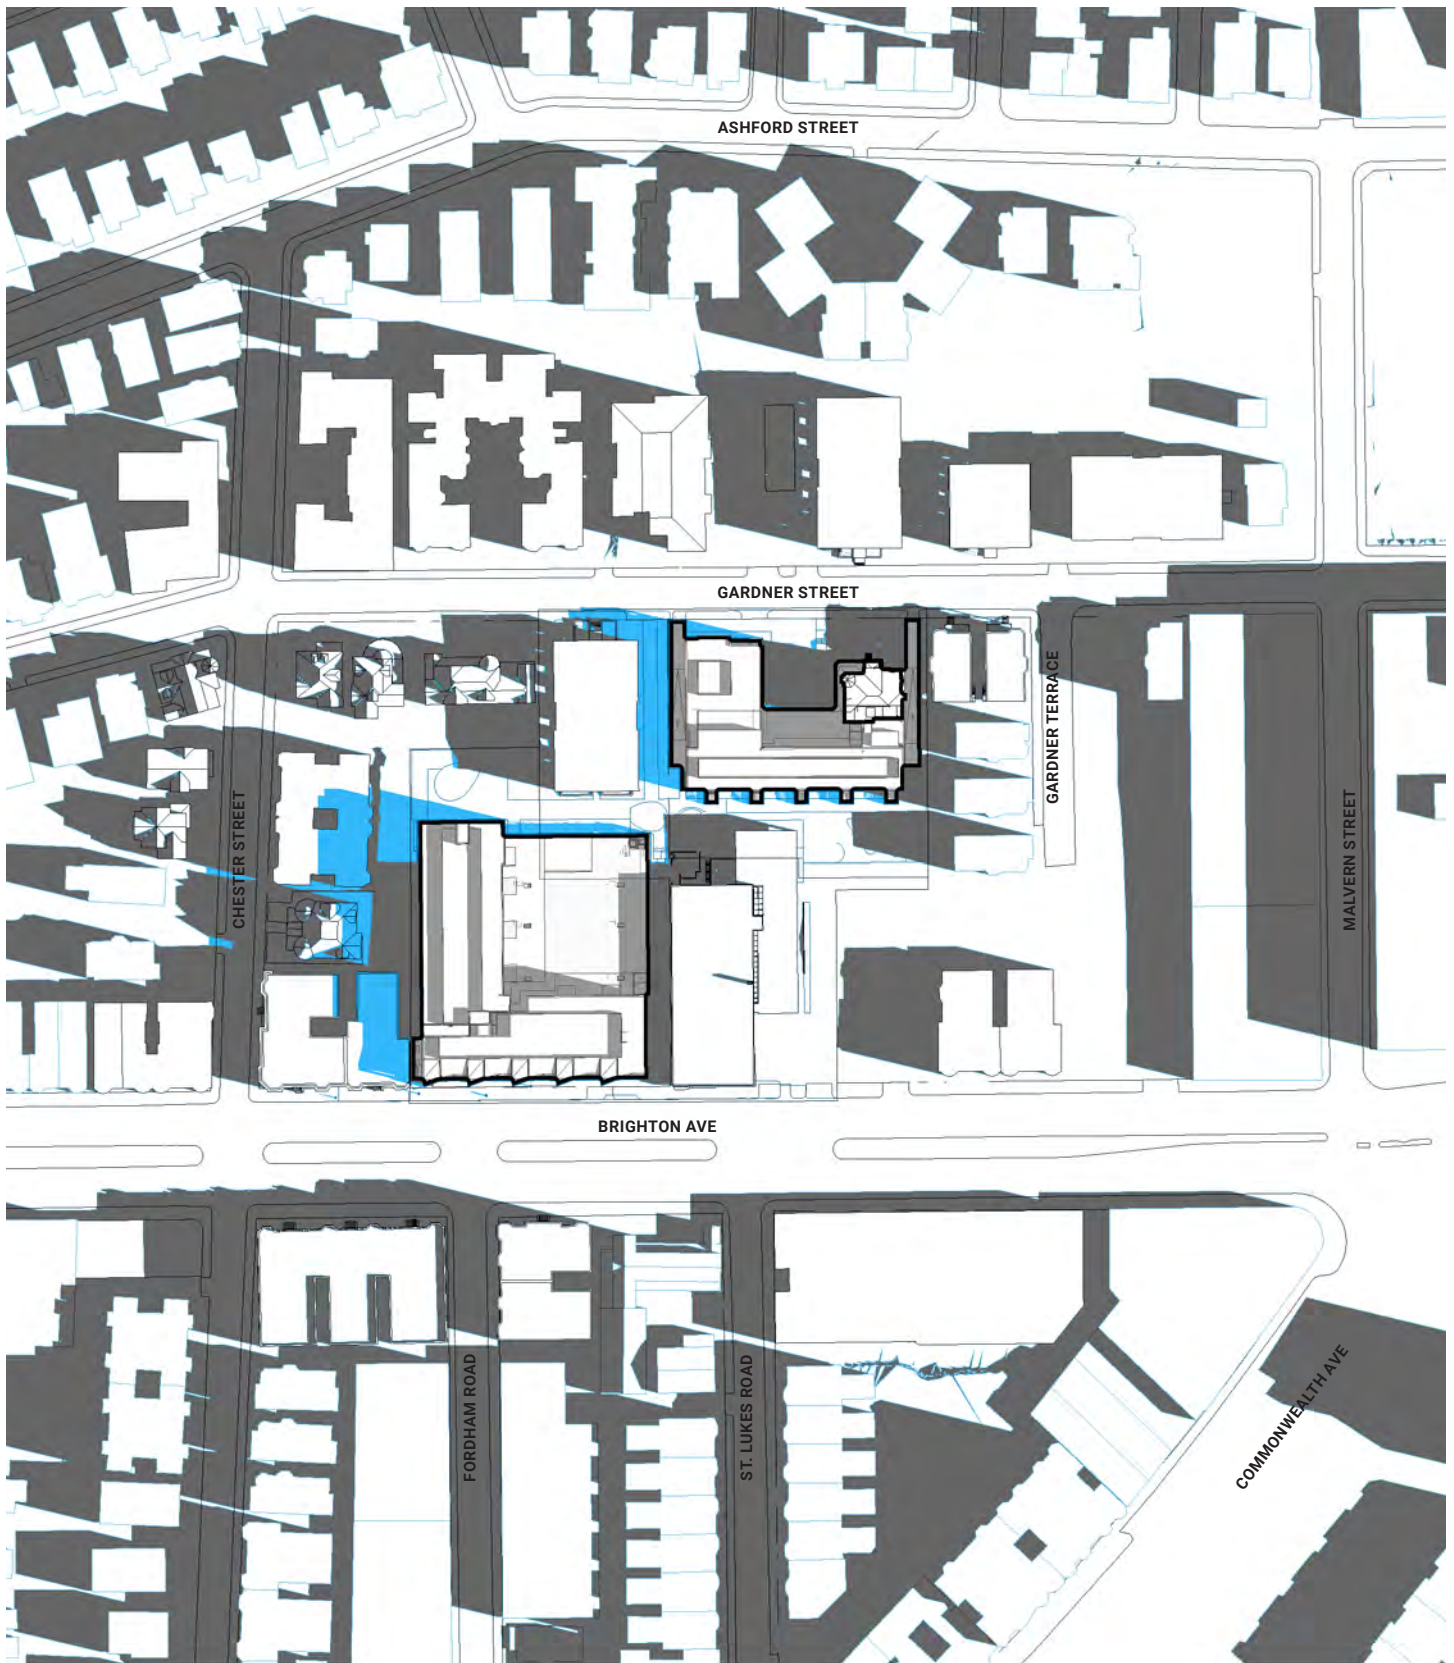 ASHFORD STREET
GARDNER STREET
GARDNER TERRACE
CHESTER STREET
MALVERN STREET
BRIGHTON AVE
FORDHAM ROAD
ST. LUKES ROAD
COMMONWEALTH AVE